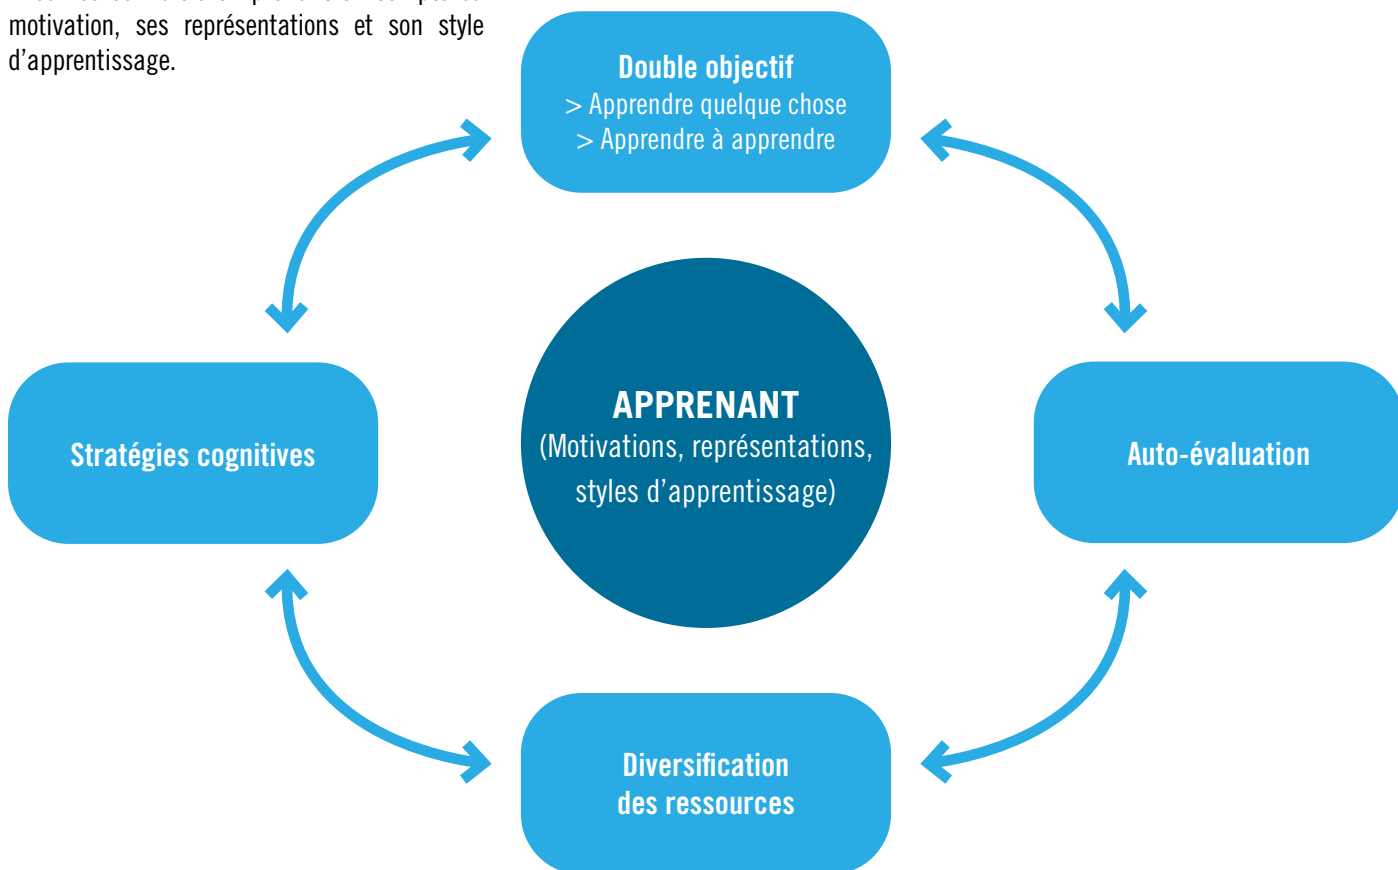 motivation, ses représentations et son style
d’apprentissage.
Double objectif
> Apprendre quelque chose
> Apprendre à apprendre
APPRENANT
(Motivations, représentations,
styles d’apprentissage)
Stratégies cognitives
Auto-évaluation
Diversification
des ressources